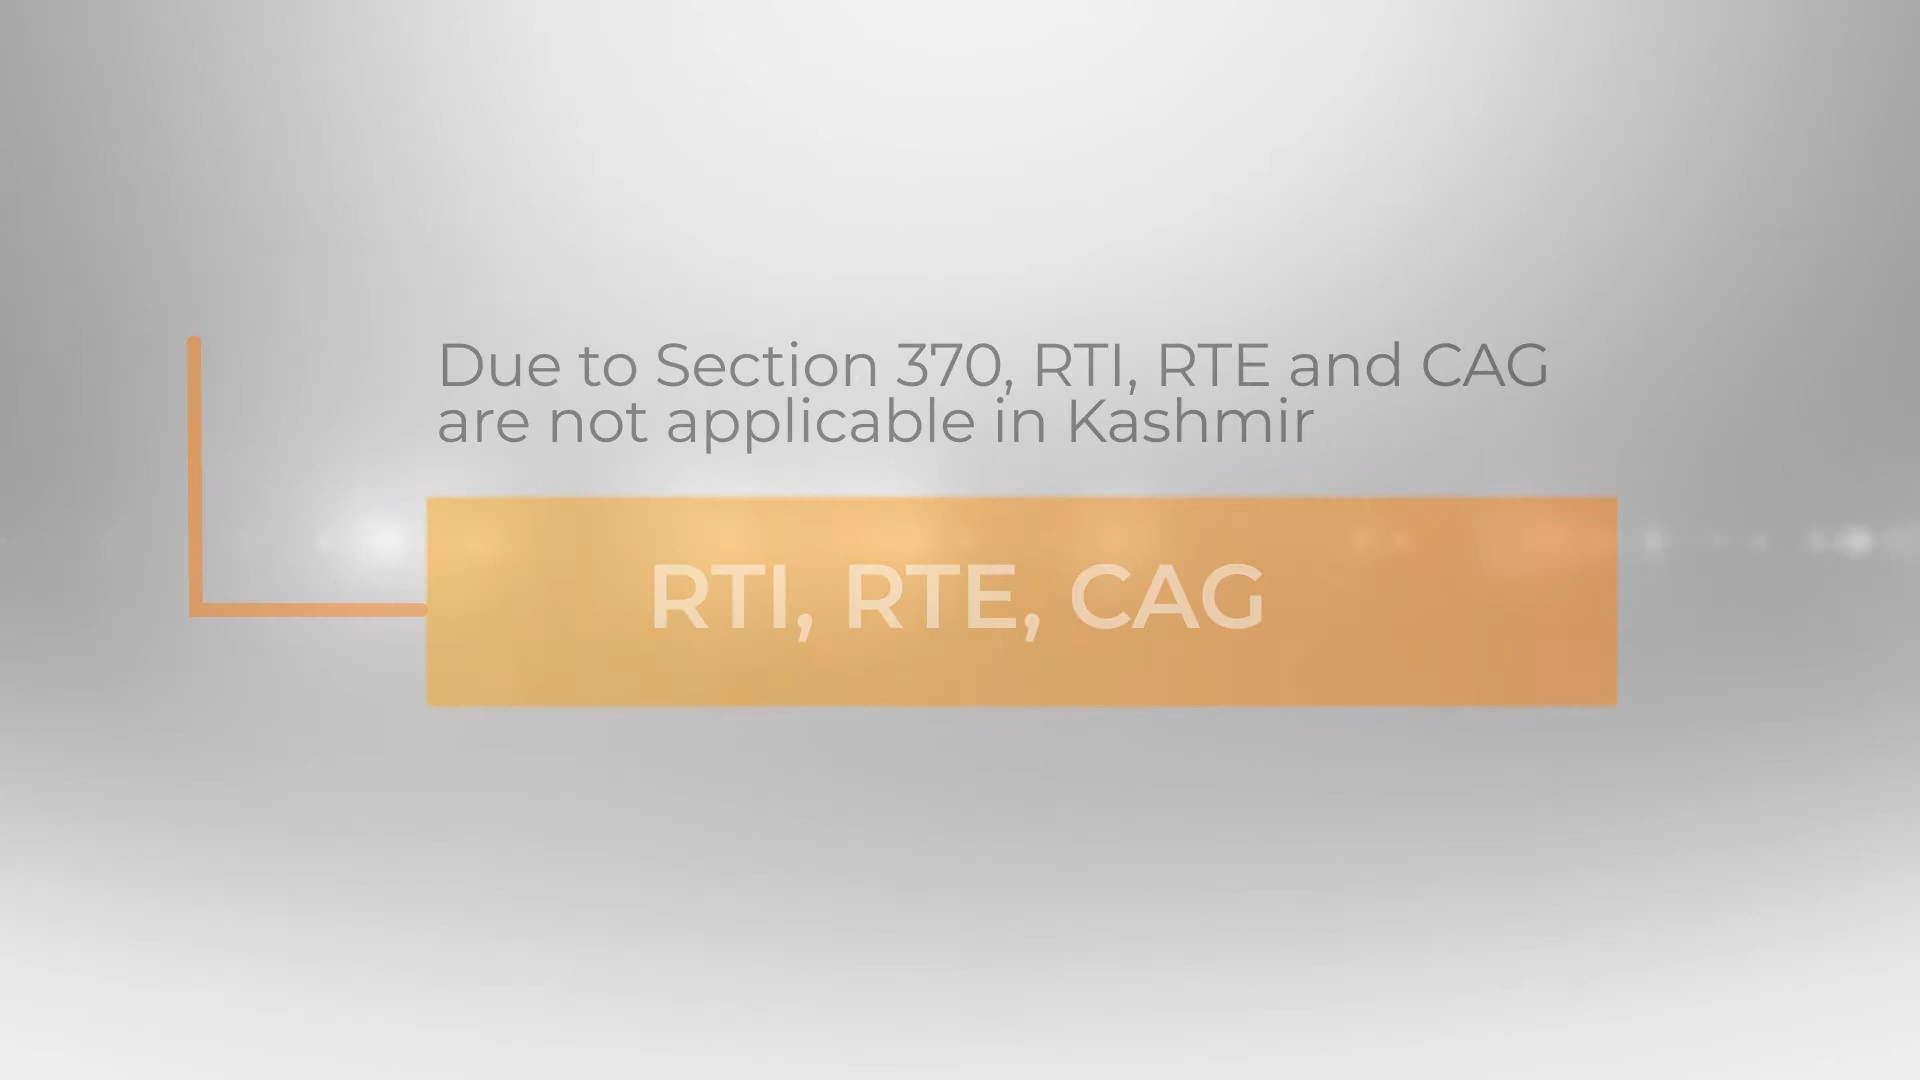 Due to Section 370, RTI, RTE and CAG
are not applicable in Kashmir
RTI, RTE, CAG